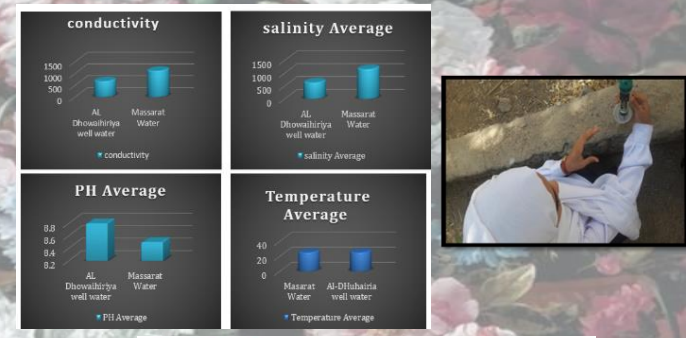 conductivity
1500
1000
500
0
AL
Dhowaihiriya
well water
Massarat
Water
conductivity
salinity Average
1500
1000
500
0
AL
Dhowaihiriya
well water
Massarat
Water
salinity Average
PH Average
8.8
8.6
8.4
8.2
AL
Dhowaihiriya
well water
Massarat
Water
PH Average
Temperature
Average
40
20
0
Masarat
Water
Al-DHuhairia
well water
Temperature Average